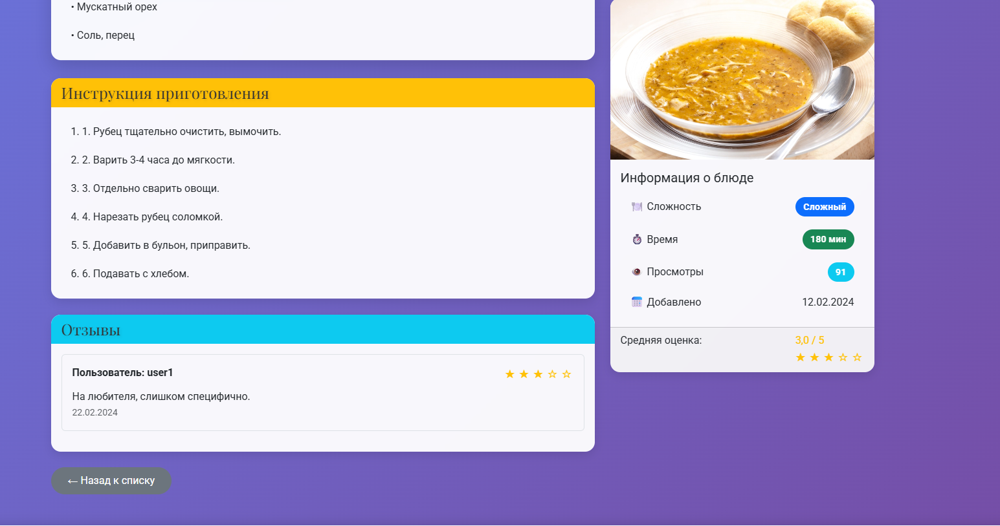 • Мускатный орех
• Соль, перец
Инструкция приготовления
1. 1. Рубец тщательно очистить, вымочить.
2. 2. Варить 3-4 часа до мягкости.
3. 3. Отдельно сварить овощи.
4. 4. Нарезать рубец соломкой.
5. 5. Добавить в бульон, приправить.
6. 6. Подавать с хлебом.
Отзывы
Пользователь: user1 ★ ★ ★ ☆ ☆
На любителя, слишком специфично.
22.02.2024
← Назад к списку
Информация о блюде
Сложность Сложный
Время 180 мин
Просмотры 91
Добавлено 12.02.2024
Средняя оценка: 3,0 / 5
★ ★ ★ ☆ ☆